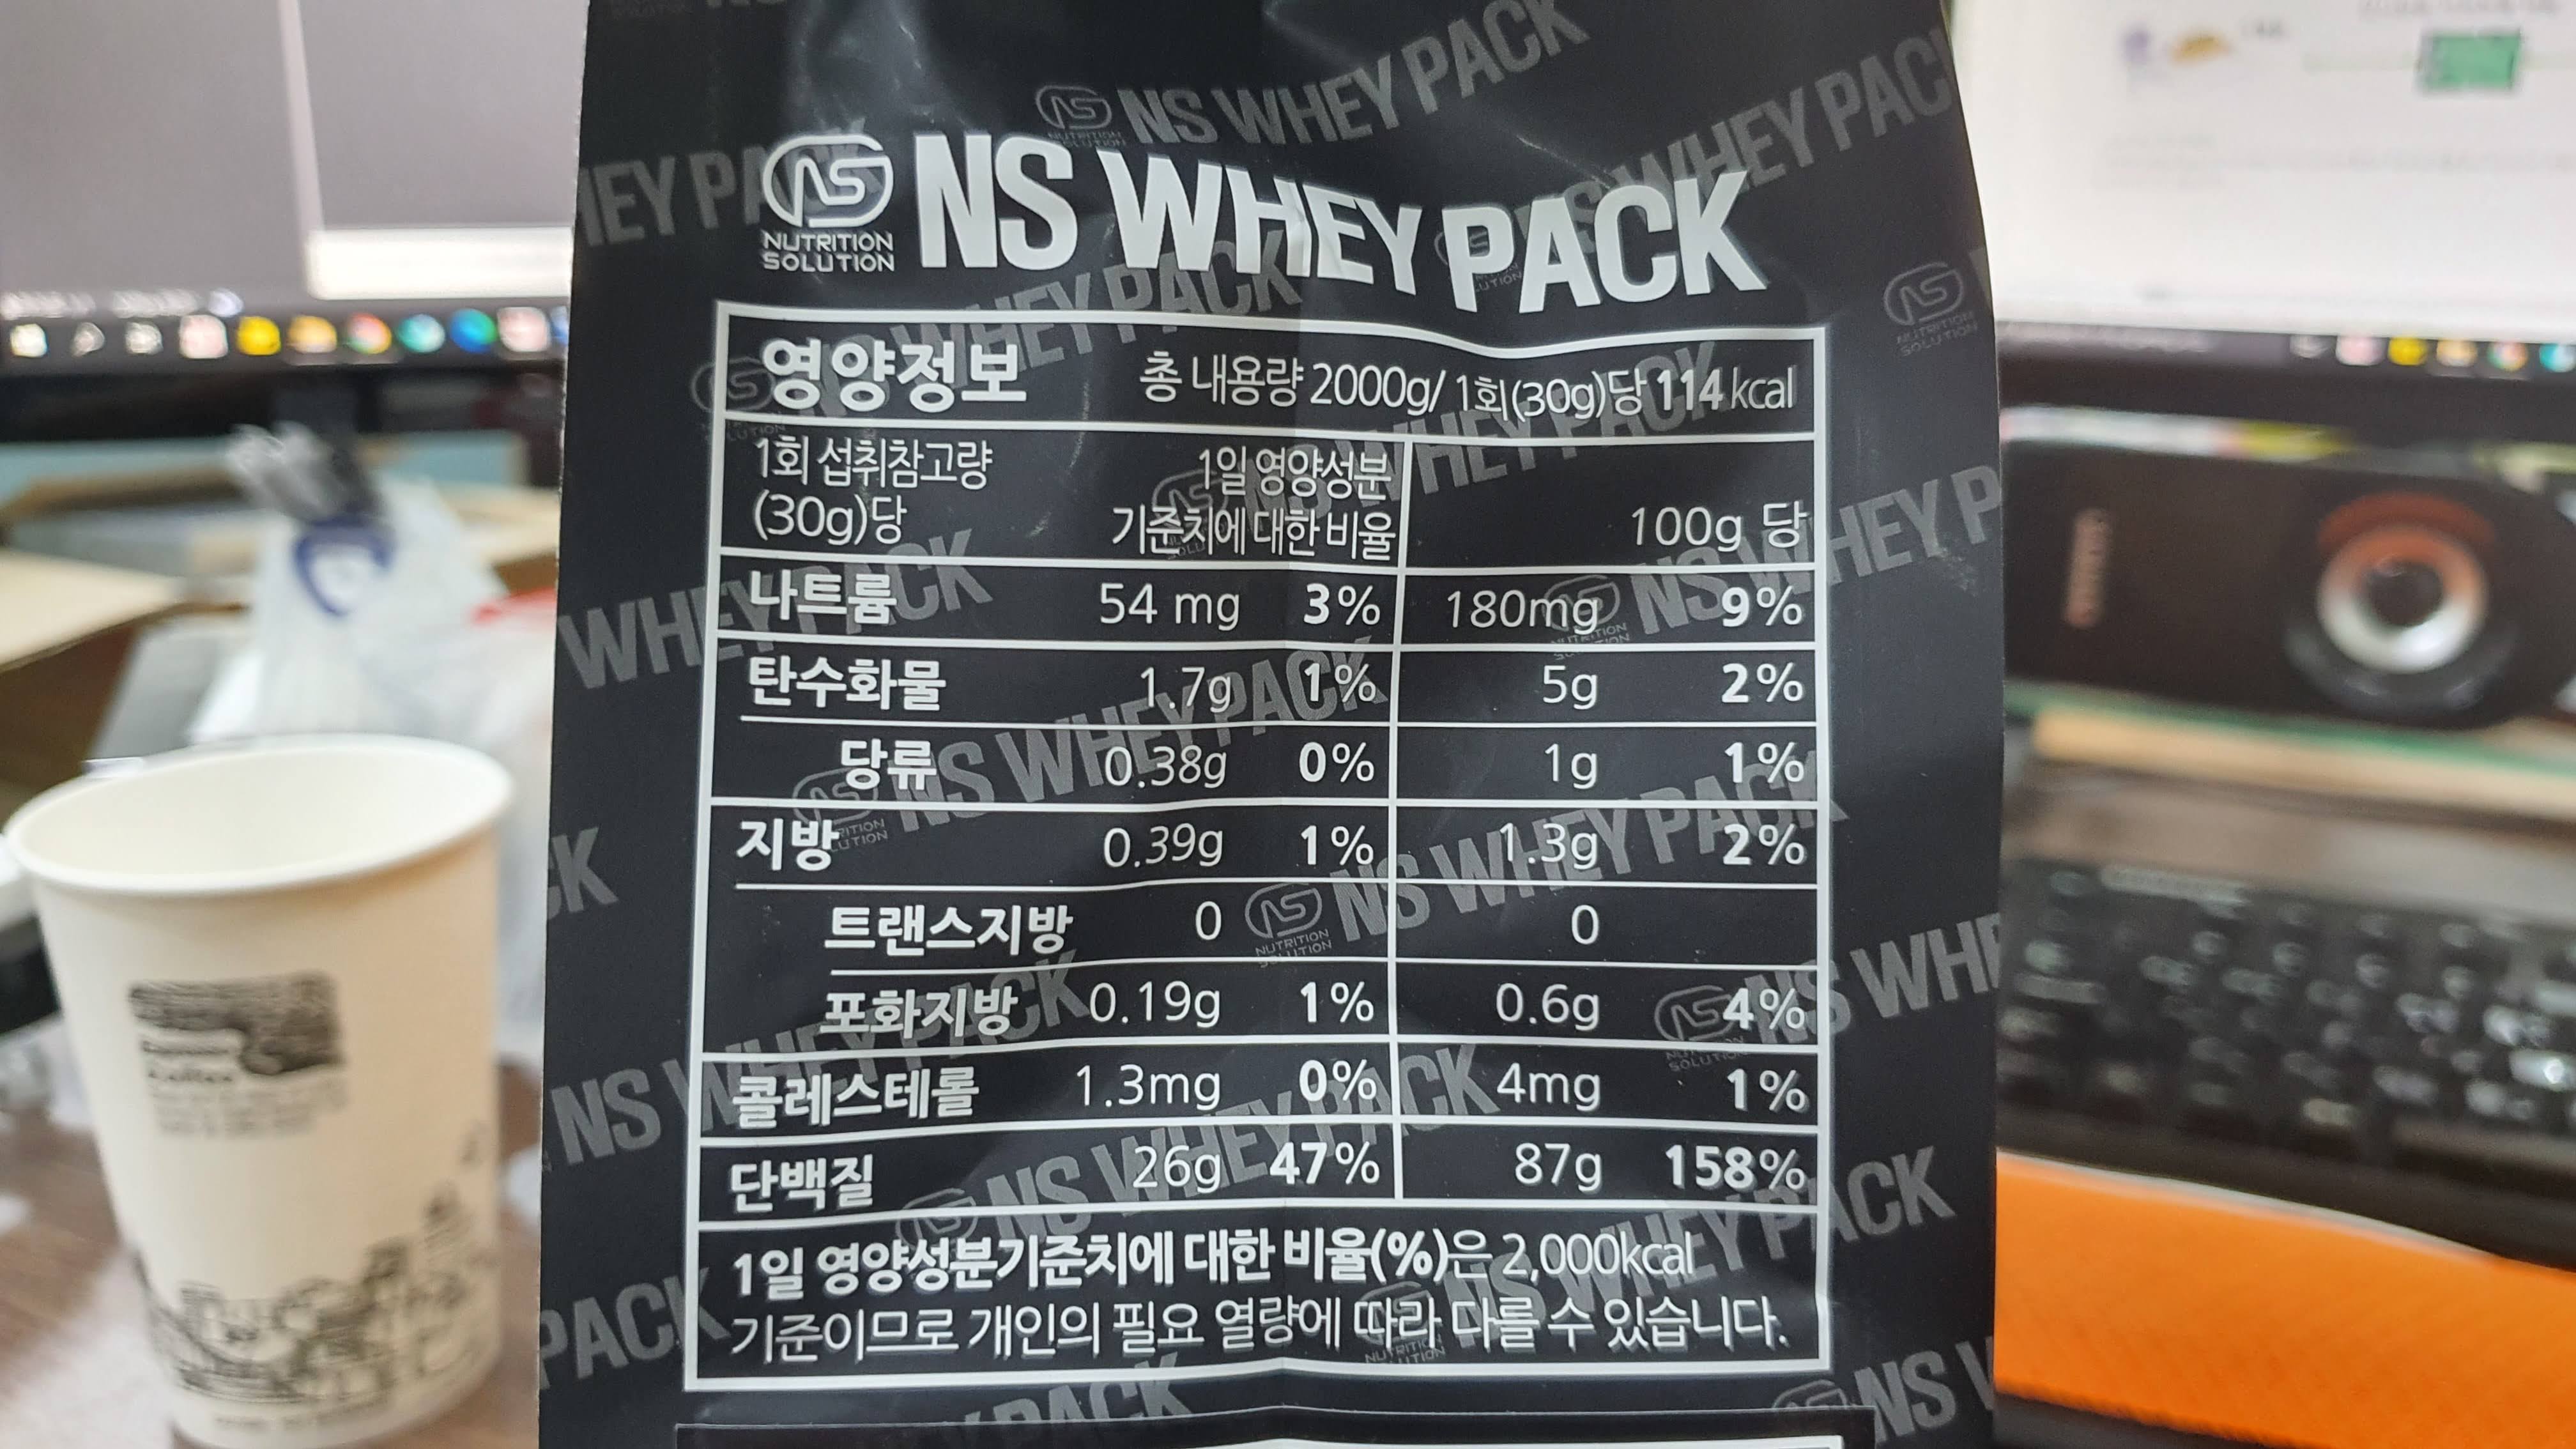 NS WHEY PACK
NS
NUTRITION
SOLUTION
NS WHEY PACK
영양정보 총 내용량 2000g/ 1회(30g)당 114 kcal
1회 섭취참고량 1일 영양성분
(30g)당 기준치에 대한 비율 100g 당
나트륨 54 mg 3% 180mg 9%
탄수화물 1.7g 1% 5g 2%
당류 0.38g 0% 1g 1%
지방 0.39g 1% 1.3g 2%
트랜스지방 0 0
포화지방 0.19g 1% 0.6g 4%
콜레스테롤 1.3mg 0% 4mg 1%
단백질 26g 47% 87g 158%
1일 영양성분기준치에 대한 비율(%)은 2,000kcal
기준이므로 개인의 필요 열량에 따라 다를 수 있습니다.